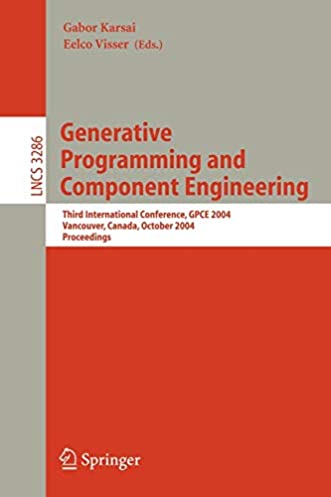 Gabor Karsai
Eelco Visser (Eds.)
LNCS 3286
Generative
Programming and
Component Engineering
Third International Conference, GPCE 2004
Vancouver, Canada, October 2004
Proceedings
Springer